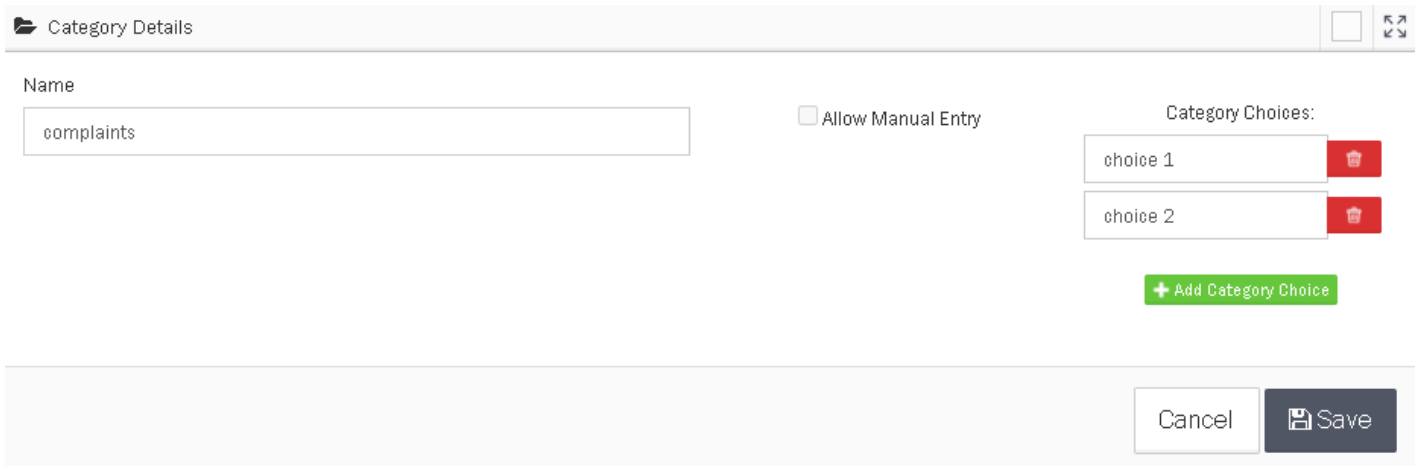 Category Details
Name
complaints
Allow Manual Entry
Category Choices:
choice 1
choice 2
Add Category Choice
Cancel
Save